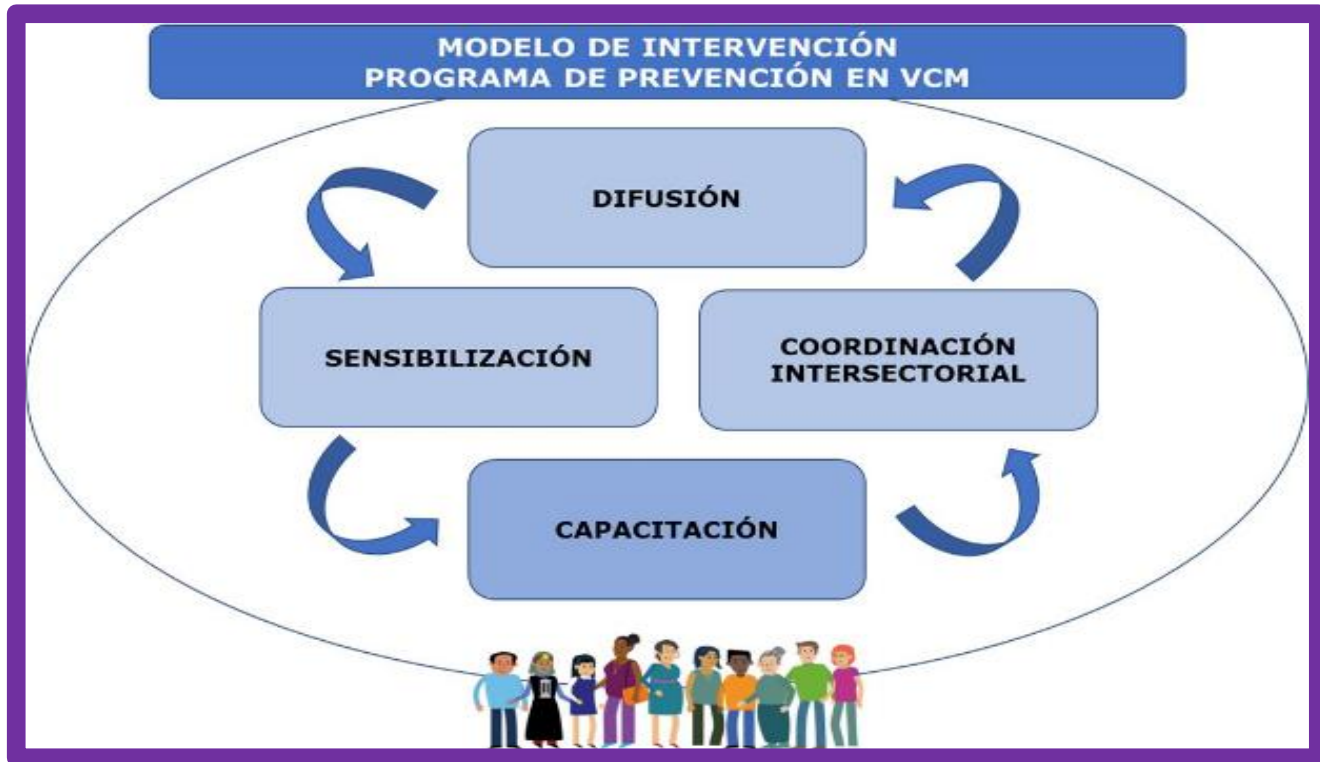 MODELO DE INTERVENCIÓN
PROGRAMA DE PREVENCIÓN EN VCM
DIFUSIÓN
SENSIBILIZACIÓN
COORDINACIÓN
INTERSECTORIAL
CAPACITACIÓN